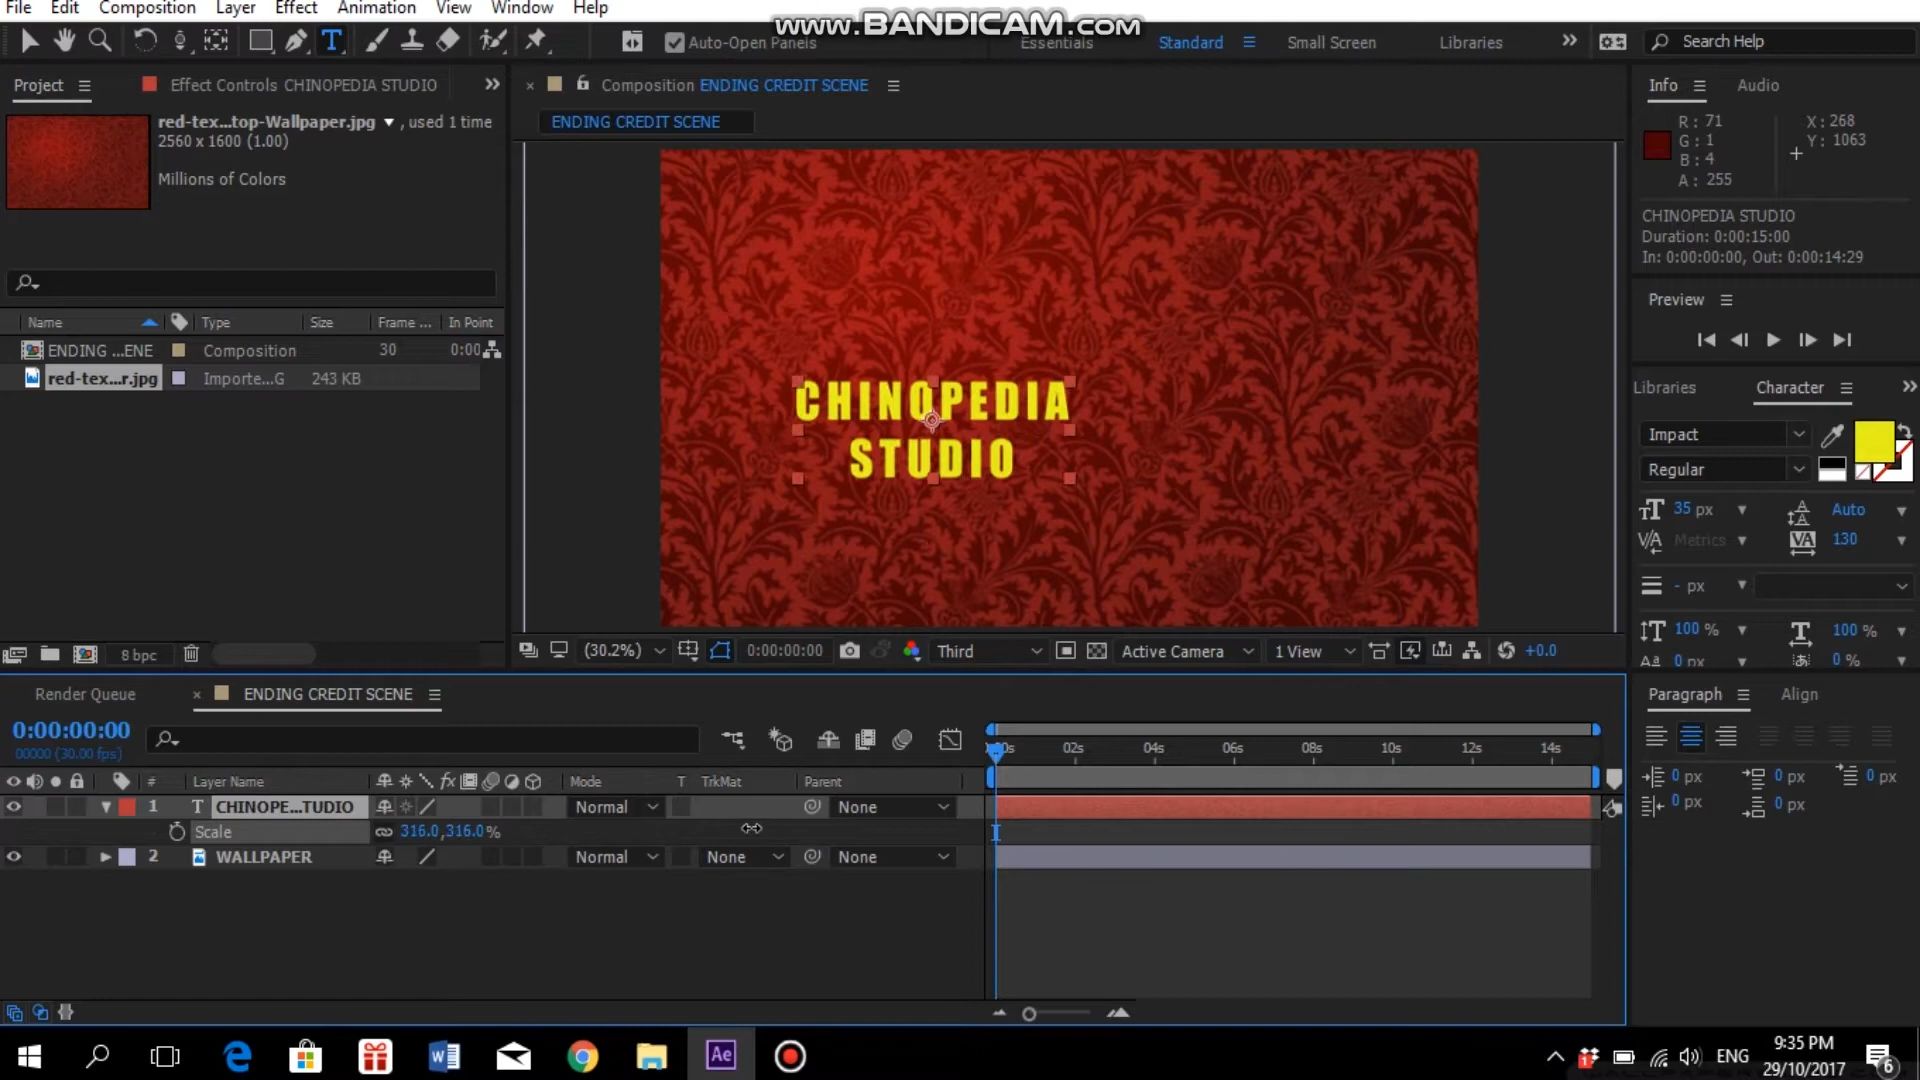 File Edit Composition Layer Effect Animation View Window Help
www.BANDICAM.com
T Auto-Open Panels Essentials Standard Small Screen Libraries Search Help
Project Effect Controls CHINOPEDIA STUDIO
Composition ENDING CREDIT SCENE
Info Audio
red-tex...top-Wallpaper.jpg , used 1 time
2560 x 1600 (1.00)
Millions of Colors
ENDING CREDIT SCENE
R: 71 X: 268
G: 1 Y: 1063
B: 4
A: 255
CHINOPEDIA STUDIO
Duration: 0:00:15:00
In: 0:00:00:00, Out: 0:00:14:29
Preview
Name Type Size Frame ... In Point
ENDING ...ENE Composition 30 0:00
red-tex...r.jpg Importe...G 243 KB
CHINOPEDIA
STUDIO
Libraries Character
Impact
Regular
35 px Auto
Metrics 130
- px
100 % 100 %
0 px 0 %
8 bpc
(30.2%) 0:00:00:00 Third Active Camera 1 View +0.0
Render Queue ENDING CREDIT SCENE
Paragraph Align
0:00:00:00
00000 (30.00 fps)
02s 04s 06s 08s 10s 12s 14s
0 px 0 px 0 px
0 px 0 px
# Layer Name fx Mode T TrkMat Parent
1 T CHINOPE...TUDIO Normal None
Scale 316.0,316.0%
2 WALLPAPER Normal None None
Ae ENG 9:35 PM
29/10/2017 6